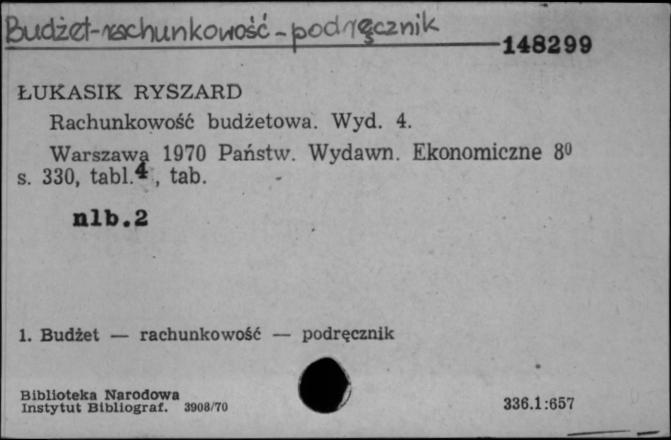 Budżet-rachunkowość - podręcznik
148299
ŁUKASIK RYSZARD
Rachunkowość budżetowa. Wyd. 4.
Warszawa 1970 Państw. Wydawn. Ekonomiczne 8⁰
s. 330, tabl. 4, tab.
nlb. 2
1. Budżet — rachunkowość — podręcznik
Biblioteka Narodowa
Instytut Bibliograf. 3908/70
336.1:657